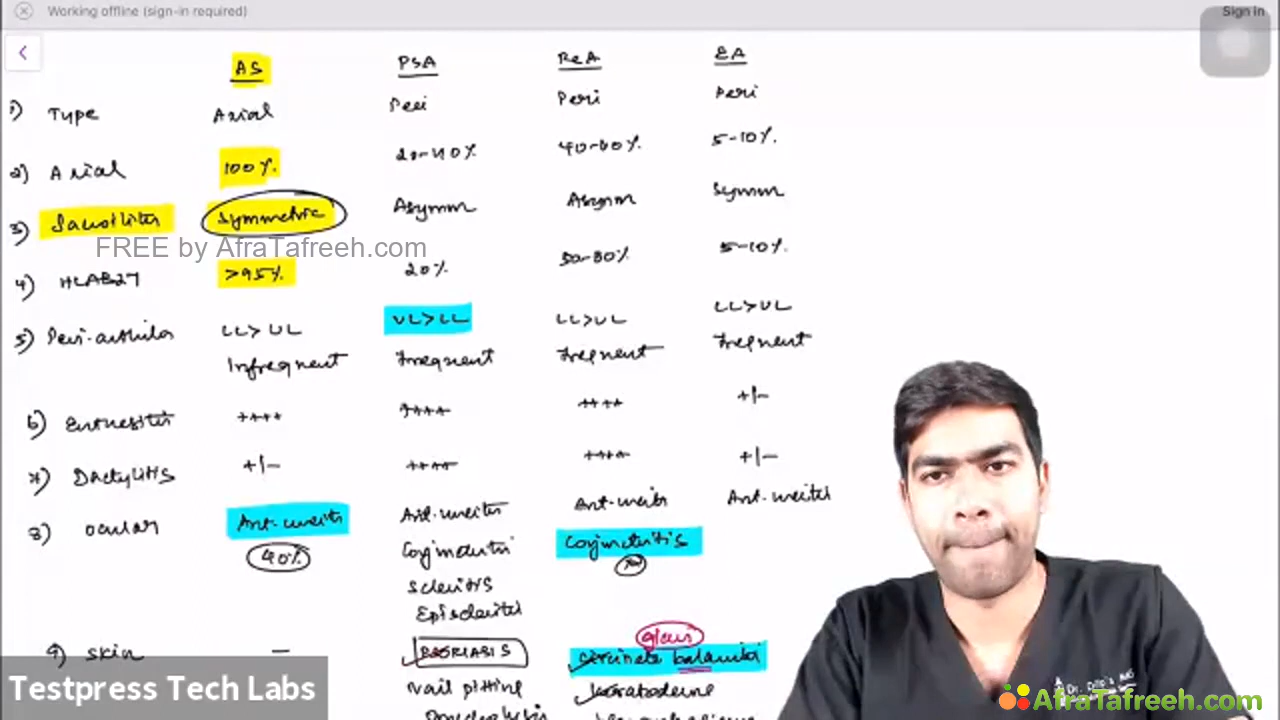 Working offline (sign-in required)
Sign in
AS PSA ReA EA
1) Type Axial Peri Peri Peri
2) Axial 100% 20-40% 40-60% 5-10%
3) Sacroiliitis Symmetric Asymm Asymm Symm
FREE by AfraTafreeh.com
4) HLAB27 >95% 20% 50-80% 5-10%
5) Peri-arthritis LL> UL UL>LL LL>UL LL>UL
Infrequent Frequent Frequent Frequent
6) Enthesitis ++++ ++++ ++++ +/-
7) Dactylitis +/- ++++ ++++ +/-
8) ocular Ant-uveitis Ant-uveitis Ant-uveitis Ant-uveitis
40% Conjunctivitis Conjunctivitis
Scleritis
Episcleritis
glans
9) skin - PSORIASIS circinate balanitis
Nail pitting Keratoderma
Testpress Tech Labs
AfraTafreeh.com